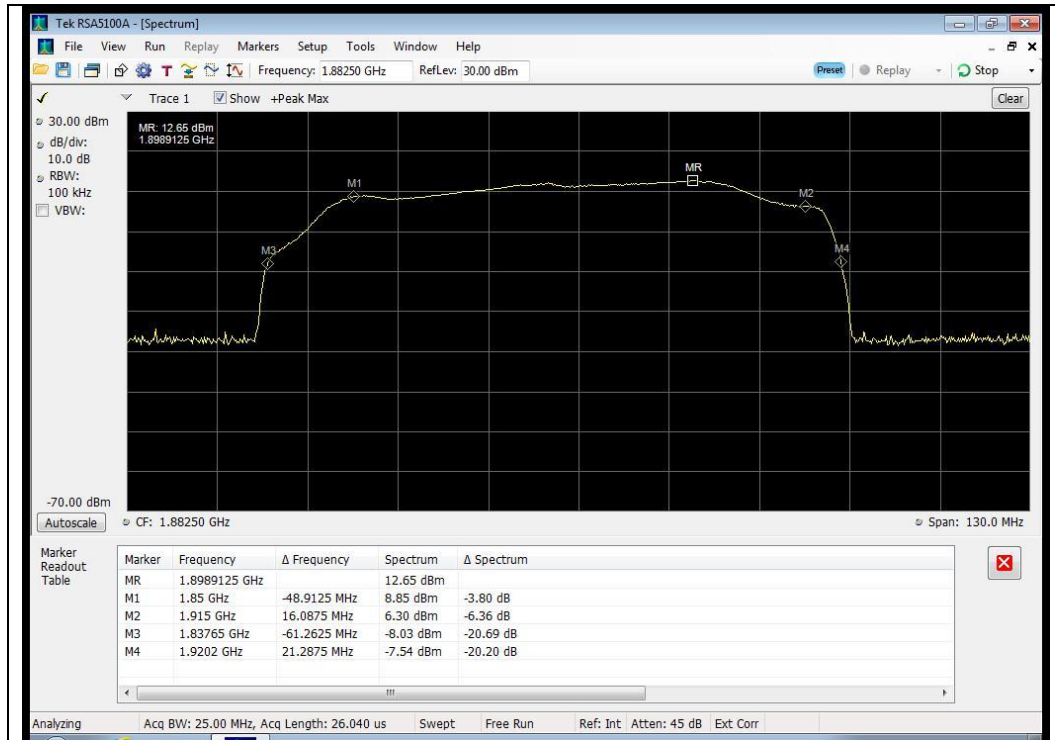 Tek RSA5100A - [Spectrum]
File View Run Replay Markers Setup Tools Window Help
T Frequency: 1.88250 GHz RefLev: 30.00 dBm Preset Replay Stop
Trace 1 Show +Peak Max Clear
30.00 dBm
dB/div:
10.0 dB
RBW:
100 kHz
VBW:
MR: 12.65 dBm
1.8989125 GHz
MR
M1
M2
M3
M4
-70.00 dBm
Autoscale CF: 1.88250 GHz Span: 130.0 MHz
Marker
Readout
Table
Marker Frequency Δ Frequency Spectrum Δ Spectrum
MR 1.8989125 GHz 12.65 dBm
M1 1.85 GHz -48.9125 MHz 8.85 dBm -3.80 dB
M2 1.915 GHz 16.0875 MHz 6.30 dBm -6.36 dB
M3 1.83765 GHz -61.2625 MHz -8.03 dBm -20.69 dB
M4 1.9202 GHz 21.2875 MHz -7.54 dBm -20.20 dB
Analyzing Acq BW: 25.00 MHz, Acq Length: 26.040 us Swept Free Run Ref: Int Atten: 45 dB Ext Corr